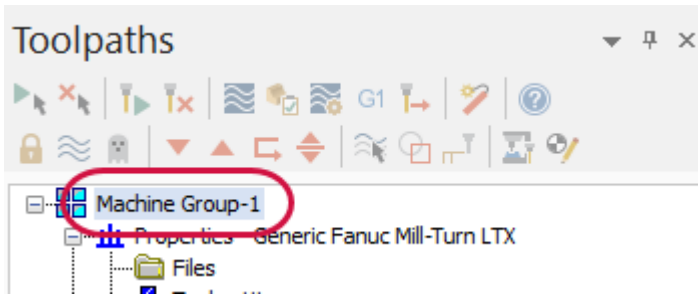 Toolpaths
G1
Machine Group-1
Properties - Generic Fanuc Mill-Turn LTX
Files